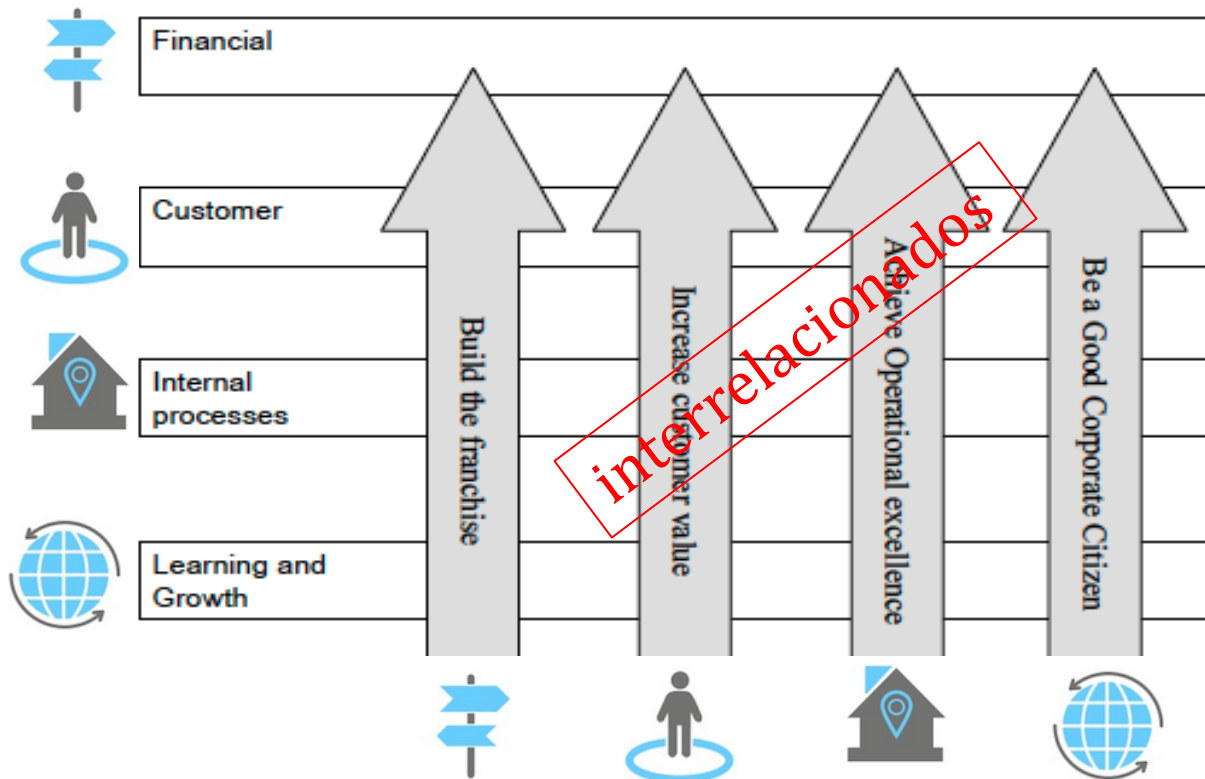 Financial
Customer
Internal
processes
Learning and
Growth
Build the franchise
Increase customer value
Achieve Operational excellence
Be a Good Corporate Citizen
interrelacionados